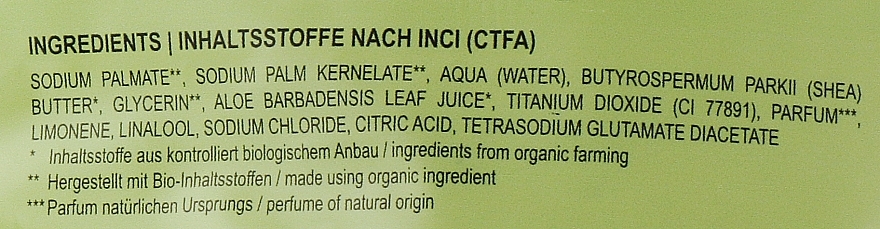 INGREDIENTS | INHALTSSTOFFE NACH INCI (CTFA)
SODIUM PALMATE**, SODIUM PALM KERNELATE**, AQUA (WATER), BUTYROSPERMUM PARKII (SHEA)
BUTTER*, GLYCERIN**, ALOE BARBADENSIS LEAF JUICE*, TITANIUM DIOXIDE (CI 77891), PARFUM***,
LIMONENE, LINALOOL, SODIUM CHLORIDE, CITRIC ACID, TETRASODIUM GLUTAMATE DIACETATE
* Inhaltsstoffe aus kontrolliert biologischem Anbau / ingredients from organic farming
** Hergestellt mit Bio-Inhaltsstoffen / made using organic ingredient
*** Parfum natürlichen Ursprungs / perfume of natural origin